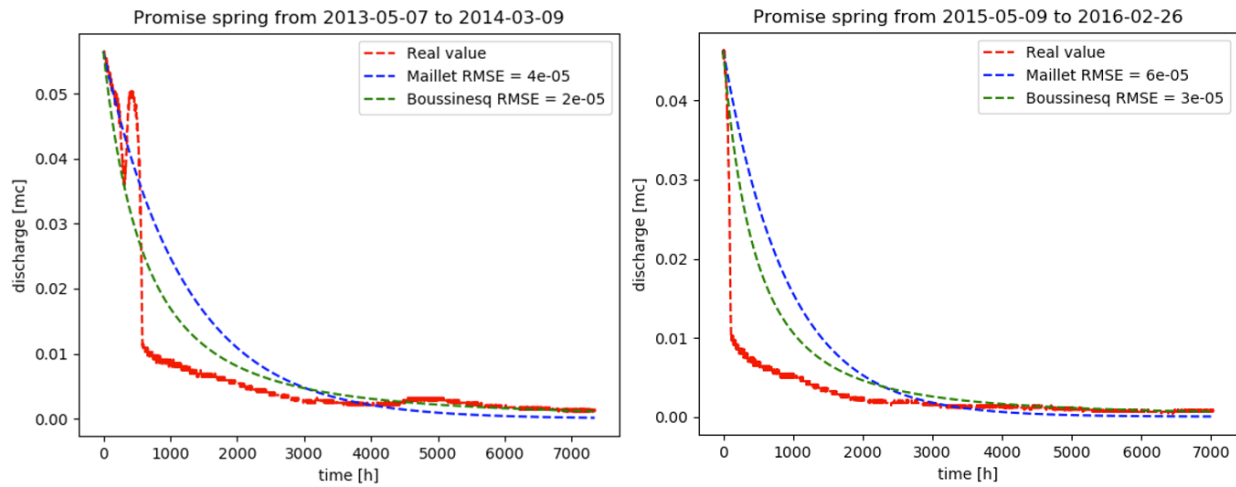 Promise spring from 2013-05-07 to 2014-03-09
Real value
Maillet RMSE = 4e-05
Boussinesq RMSE = 2e-05
discharge [mc]
0.05
0.04
0.03
0.02
0.01
0.00
0 1000 2000 3000 4000 5000 6000 7000
time [h]
Promise spring from 2015-05-09 to 2016-02-26
Real value
Maillet RMSE = 6e-05
Boussinesq RMSE = 3e-05
discharge [mc]
0.04
0.03
0.02
0.01
0.00
0 1000 2000 3000 4000 5000 6000 7000
time [h]